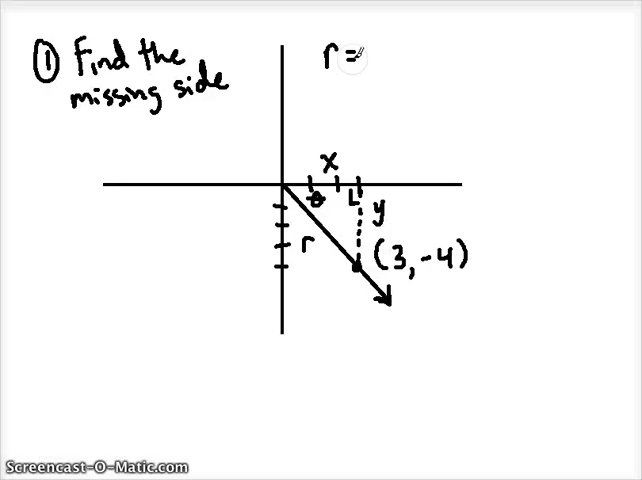 ① Find the
missing side
r =
x
θ
y
r
(3, -4)
Screencast-O-Matic.com